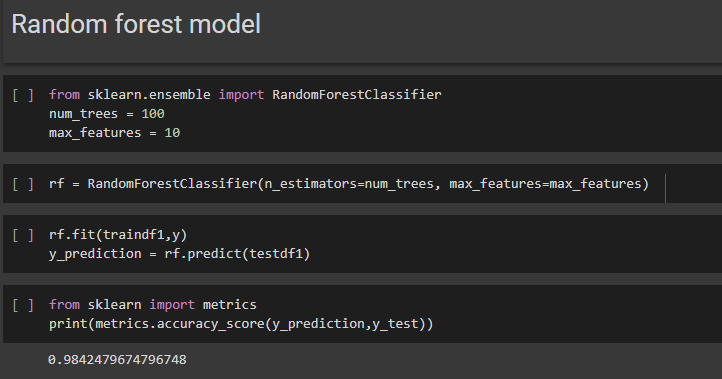 Random forest model
[ ] from sklearn.ensemble import RandomForestClassifier
num_trees = 100
max_features = 10
[ ] rf = RandomForestClassifier(n_estimators=num_trees, max_features=max_features)
[ ] rf.fit(traindf1,y)
y_prediction = rf.predict(testdf1)
[ ] from sklearn import metrics
print(metrics.accuracy_score(y_prediction,y_test))
0.9842479674796748